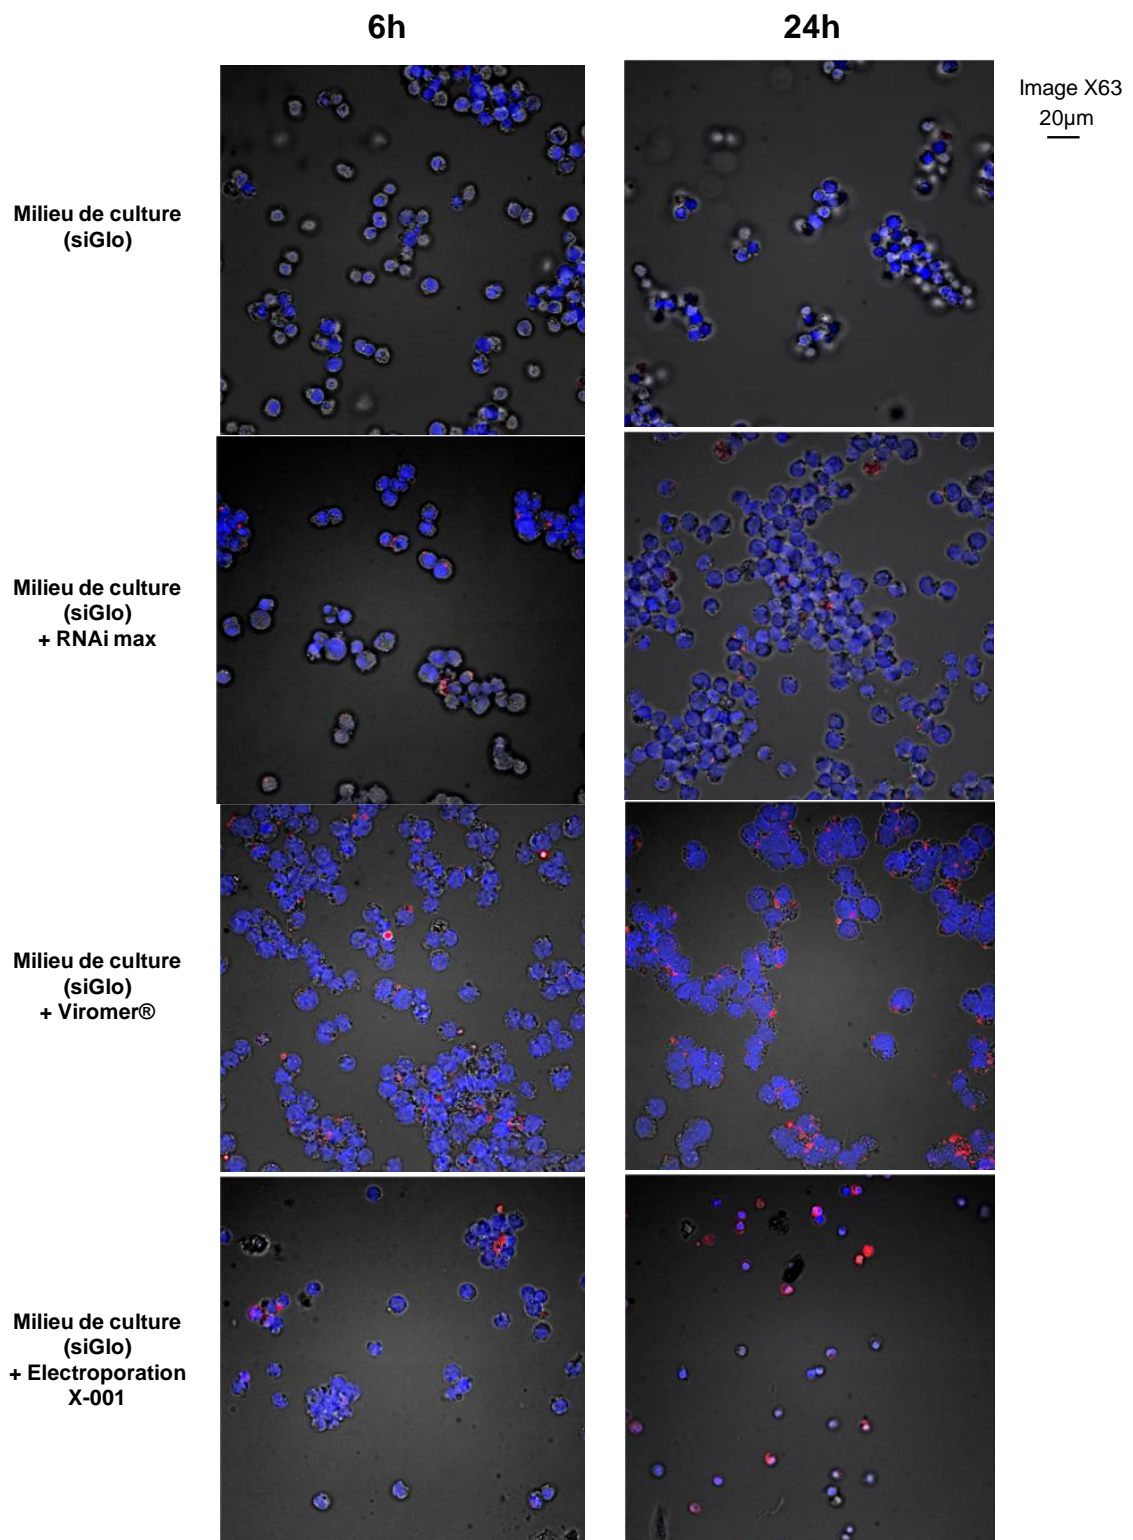 6h
24h
Image X63
20µm
Milieu de culture
(siGlo)
Milieu de culture
(siGlo)
+ RNAi max
Milieu de culture
(siGlo)
+ Viromer®
Milieu de culture
(siGlo)
+ Electroporation
X-001